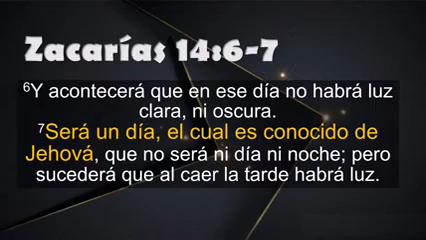 Zacarías 14:6-7
⁶Y acontecerá que en ese día no habrá luz
clara, ni oscura.
⁷Será un día, el cual es conocido de
Jehová, que no será ni día ni noche; pero
sucederá que al caer la tarde habrá luz.